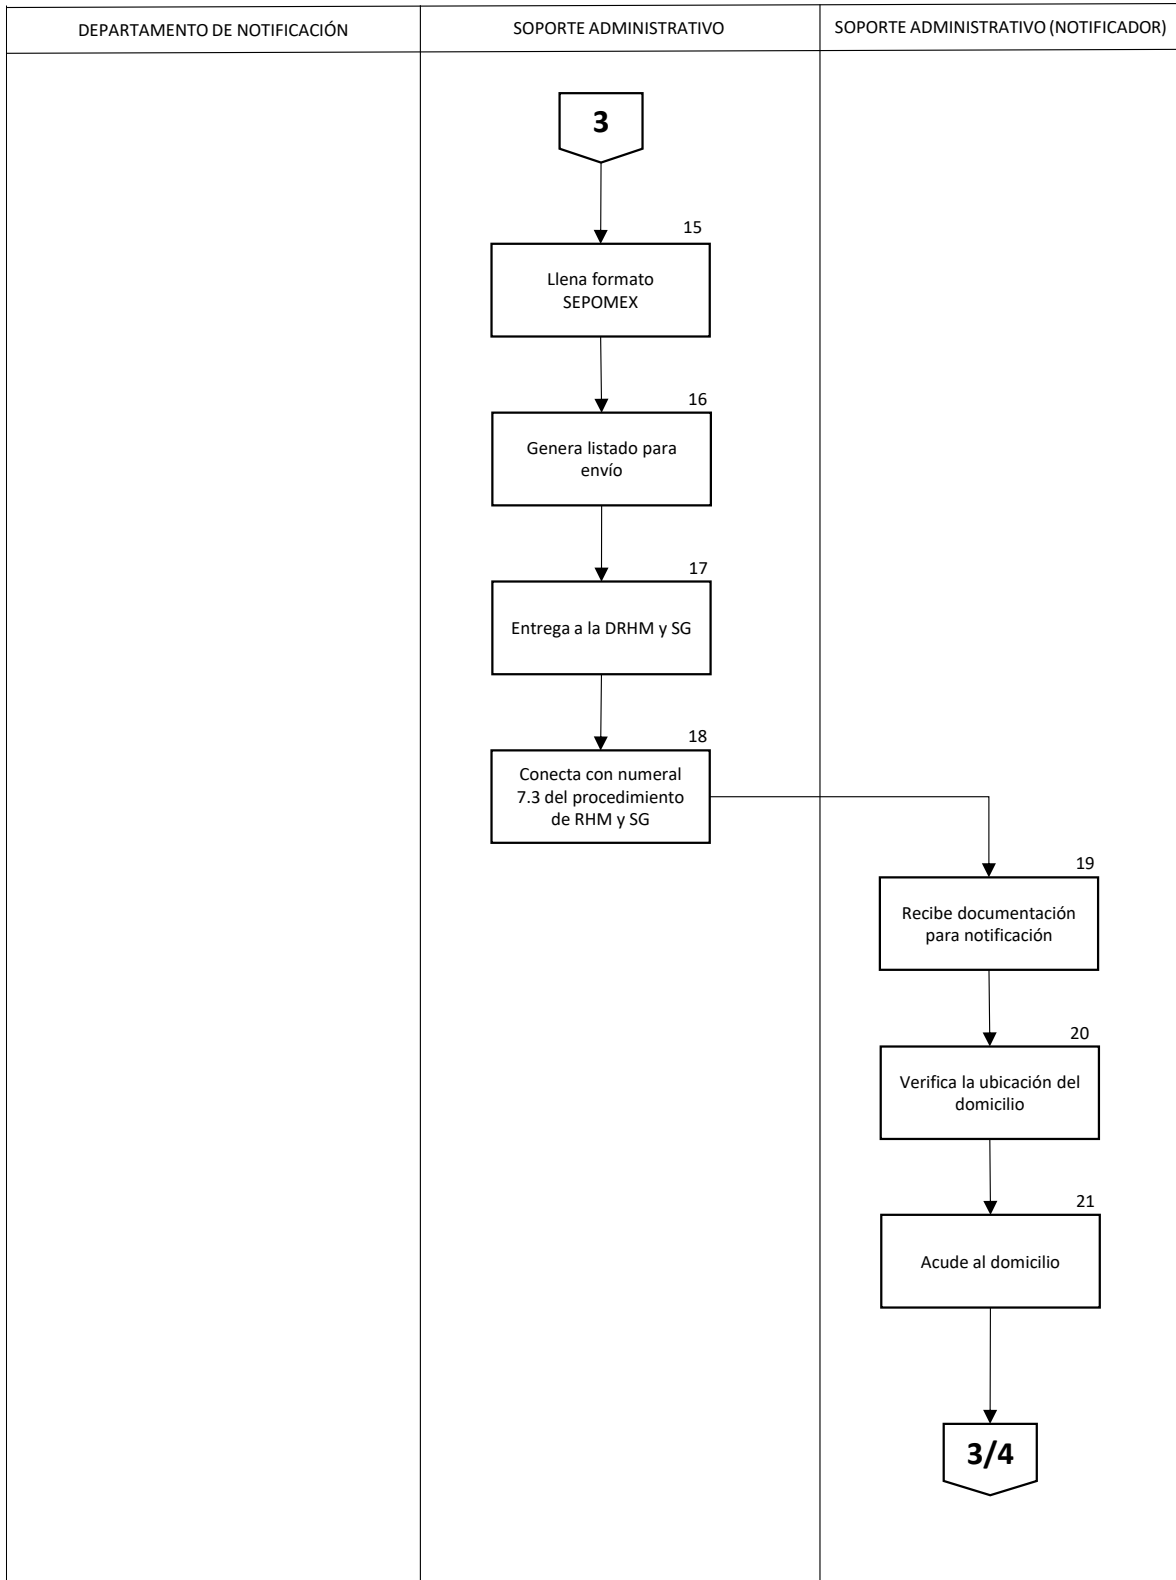 DEPARTAMENTO DE NOTIFICACIÓN
SOPORTE ADMINISTRATIVO
SOPORTE ADMINISTRATIVO (NOTIFICADOR)
3
15
Llena formato
SEPOMEX
16
Genera listado para
envío
17
Entrega a la DRHM y SG
18
Conecta con numeral
7.3 del procedimiento
de RHM y SG
19
Recibe documentación
para notificación
20
Verifica la ubicación del
domicilio
21
Acude al domicilio
3/4